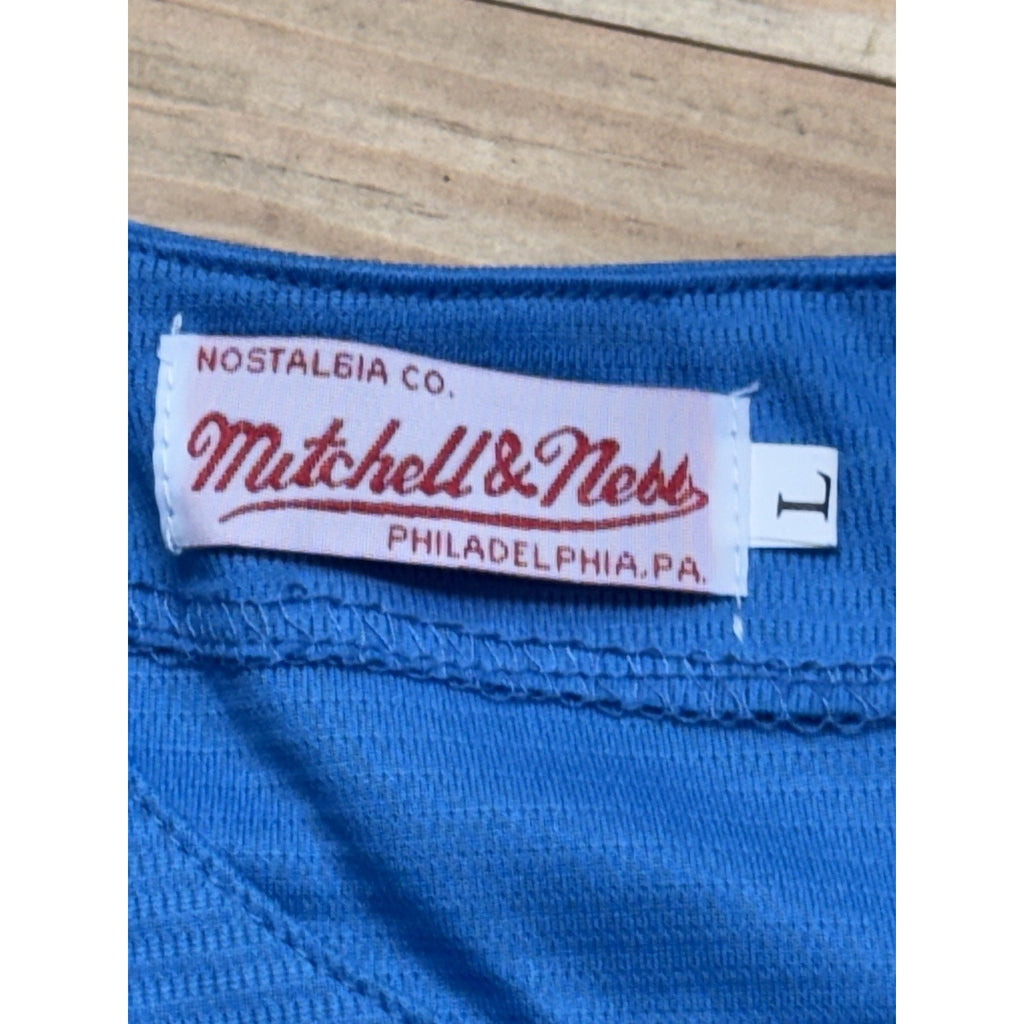 NOSTALGIA CO.
Mitchell & Ness
PHILADELPHIA, PA.
L